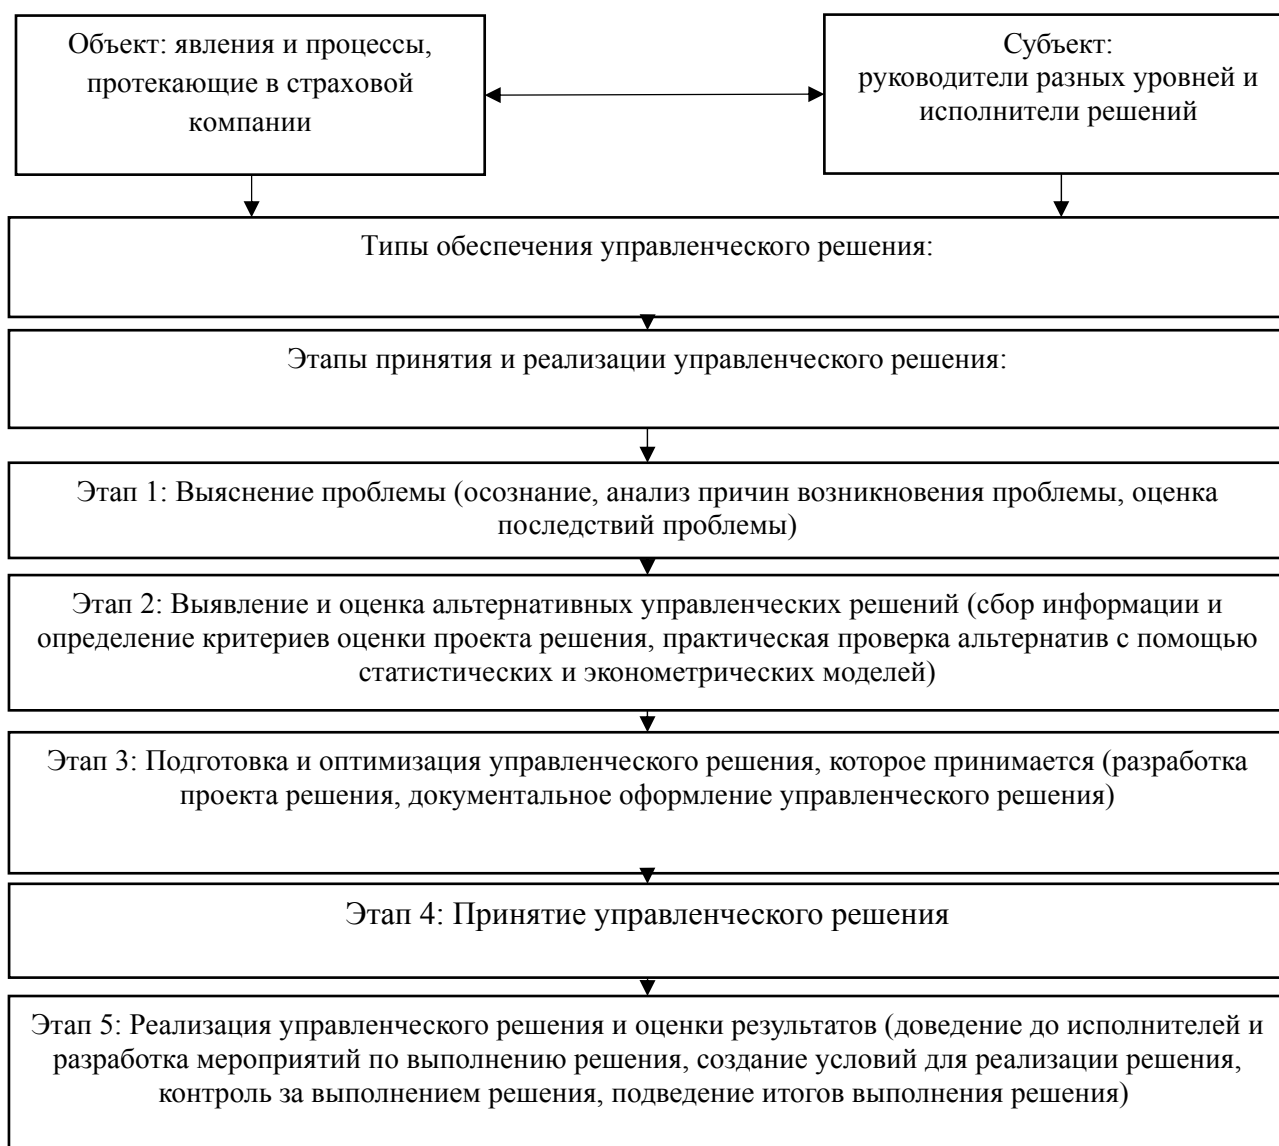 Объект: явления и процессы,
протекающие в страховой
компании
Субъект:
руководители разных уровней и
исполнители решений
Типы обеспечения управленческого решения:
Этапы принятия и реализации управленческого решения:
Этап 1: Выяснение проблемы (осознание, анализ причин возникновения проблемы, оценка
последствий проблемы)
Этап 2: Выявление и оценка альтернативных управленческих решений (сбор информации и
определение критериев оценки проекта решения, практическая проверка альтернатив с помощью
статистических и эконометрических моделей)
Этап 3: Подготовка и оптимизация управленческого решения, которое принимается (разработка
проекта решения, документальное оформление управленческого решения)
Этап 4: Принятие управленческого решения
Этап 5: Реализация управленческого решения и оценки результатов (доведение до исполнителей и
разработка мероприятий по выполнению решения, создание условий для реализации решения,
контроль за выполнением решения, подведение итогов выполнения решения)